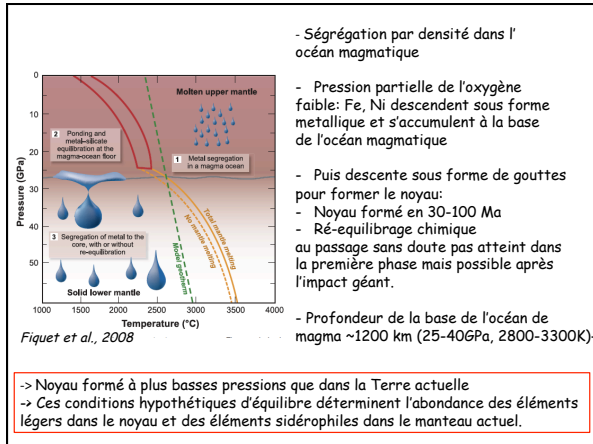 - Ségrégation par densité dans l'
océan magmatique
- Pression partielle de l'oxygène
faible: Fe, Ni descendent sous forme
metallique et s'accumulent à la base
de l'océan magmatique
- Puis descente sous forme de gouttes
pour former le noyau:
- Noyau formé en 30-100 Ma
- Ré-equilibrage chimique
au passage sans doute pas atteint dans
la première phase mais possible après
l'impact géant.
- Profondeur de la base de l'océan de
magma ~1200 km (25-40GPa, 2800-3300K)-
0
10
20
30
40
50
Pressure (GPa)
1000 1500 2000 2500 3000 3500 4000
Temperature (°C)
Molten upper mantle
2 Ponding and
metal–silicate
equilibration at the
magma-ocean floor
1 Metal segregation
in a magma ocean
3 Segregation of metal to the
core, with or without
re-equilibration
Solid lower mantle
Model geotherm
No mantle melting
Total mantle melting
Fiquet et al., 2008
-> Noyau formé à plus basses pressions que dans la Terre actuelle
-> Ces conditions hypothétiques d'équilibre déterminent l'abondance des éléments
légers dans le noyau et des éléments sidérophiles dans le manteau actuel.